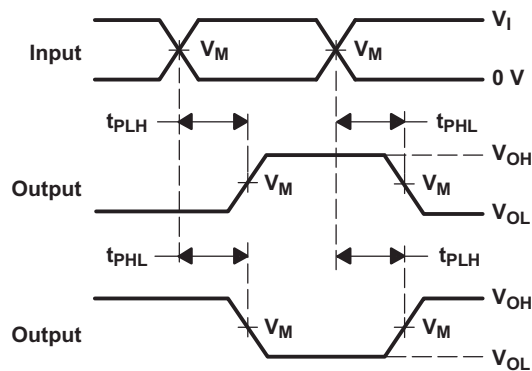 V_I
Input V_M V_M
0 V
t_PLH t_PHL
V_OH
Output V_M V_M
V_OL
t_PHL t_PLH
V_OH
Output V_M V_M
V_OL